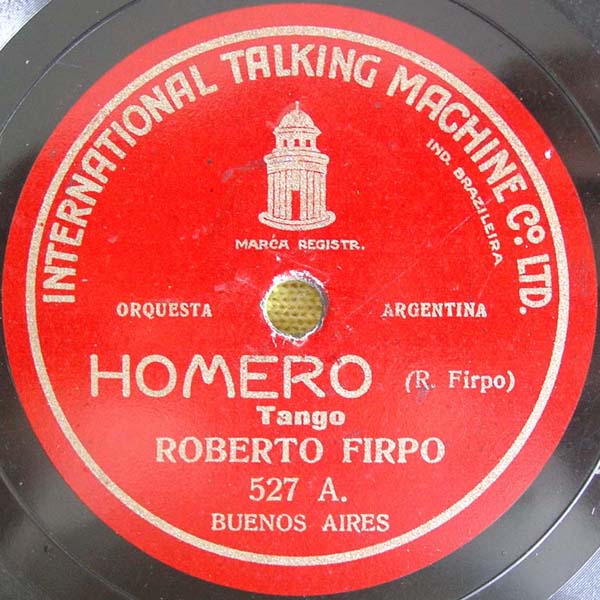 INTERNATIONAL TALKING MACHINE Co. LTD.
IND. BRAZILEIRA
MARCA REGISTR.
ORQUESTA ARGENTINA
HOMERO (R. Firpo)
Tango
ROBERTO FIRPO
527 A.
BUENOS AIRES